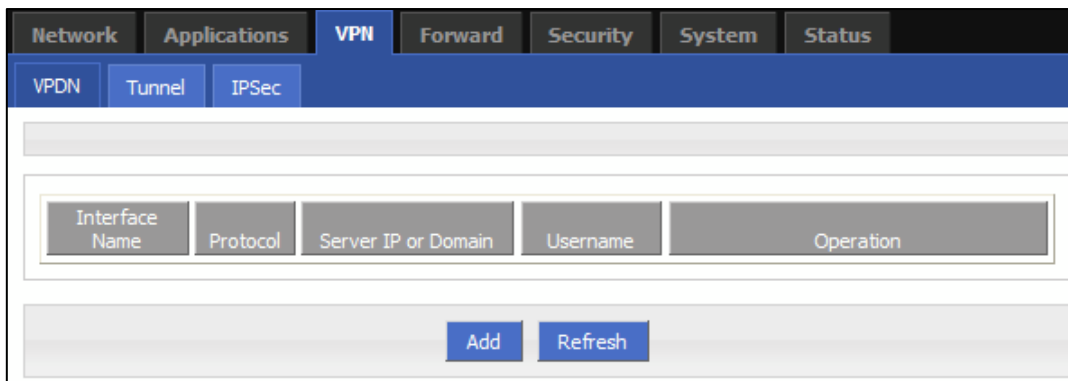 Network Applications VPN Forward Security System Status
VPDN Tunnel IPSec
Interface
Name Protocol Server IP or Domain Username Operation
Add Refresh